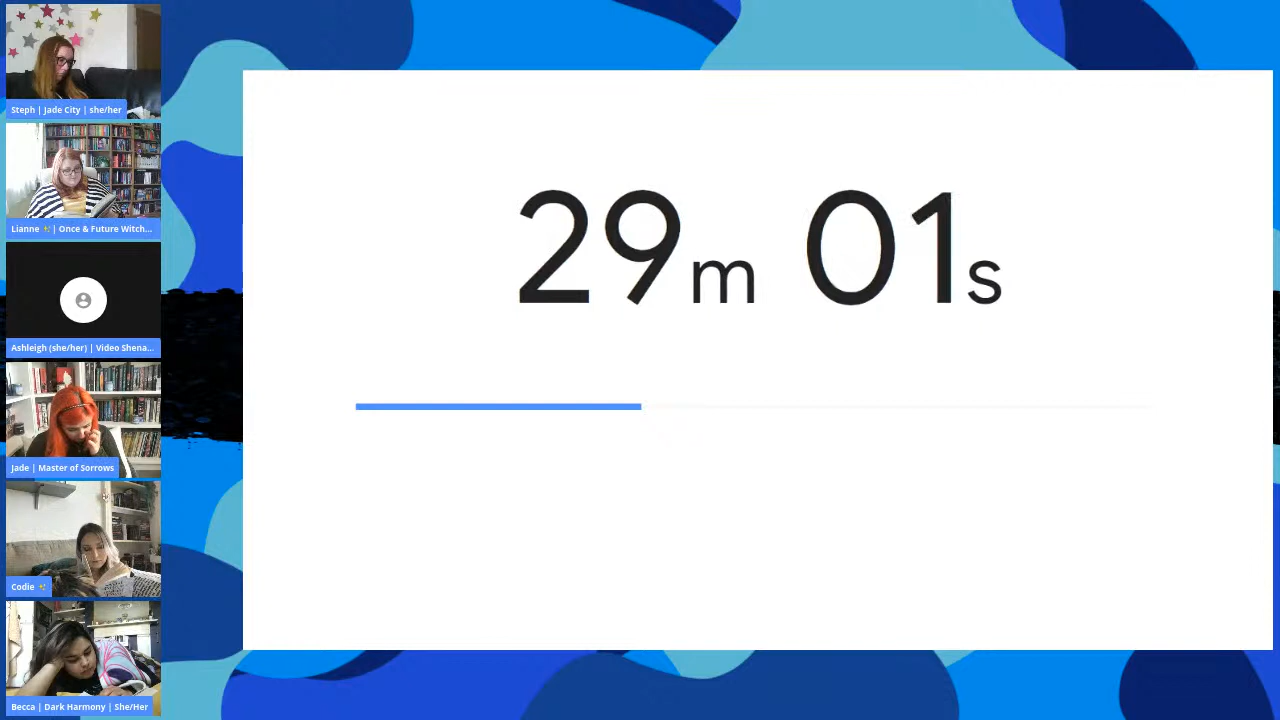 Steph | Jade City | she/her
Lianne ✨ | Once & Future Witch...
Ashleigh (she/her) | Video Shena...
Jade | Master of Sorrows
Codie ✨
Becca | Dark Harmony | She/Her
29m 01s